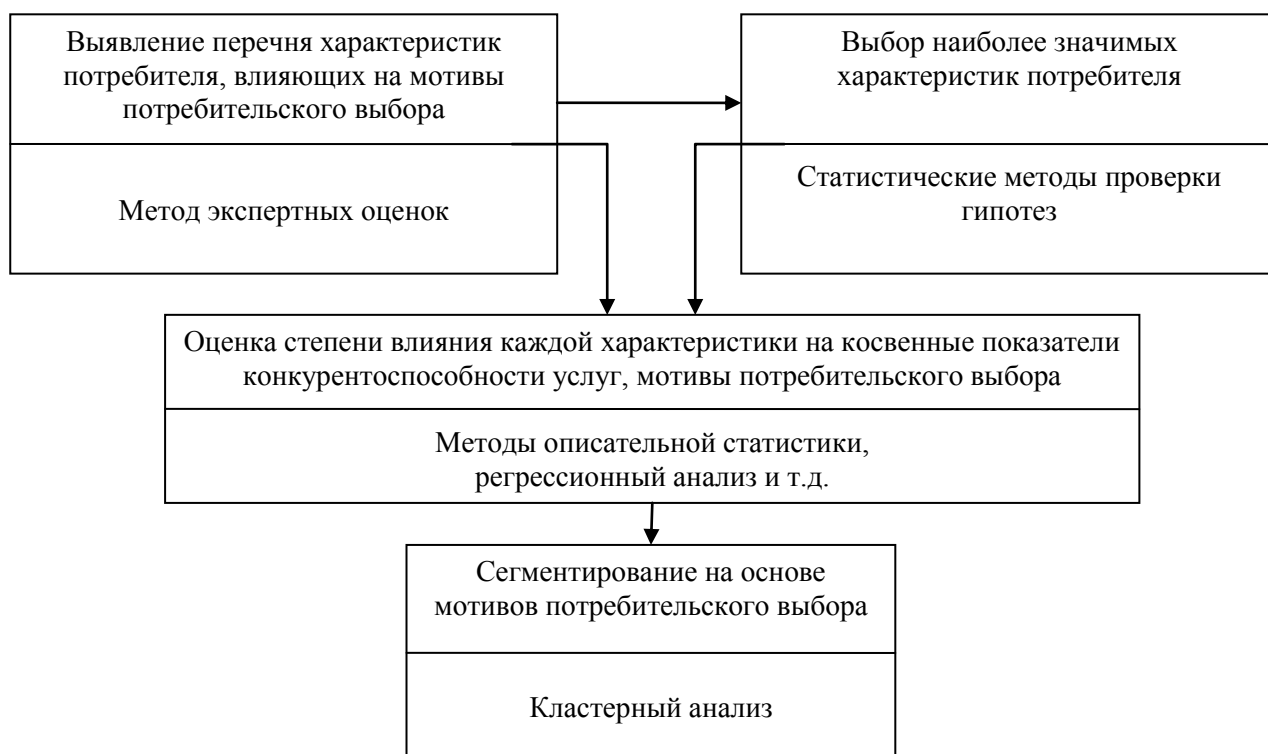 Выявление перечня характеристик
потребителя, влияющих на мотивы
потребительского выбора
Метод экспертных оценок
Выбор наиболее значимых
характеристик потребителя
Статистические методы проверки
гипотез
Оценка степени влияния каждой характеристики на косвенные показатели
конкурентоспособности услуг, мотивы потребительского выбора
Методы описательной статистики,
регрессионный анализ и т.д.
Сегментирование на основе
мотивов потребительского выбора
Кластерный анализ